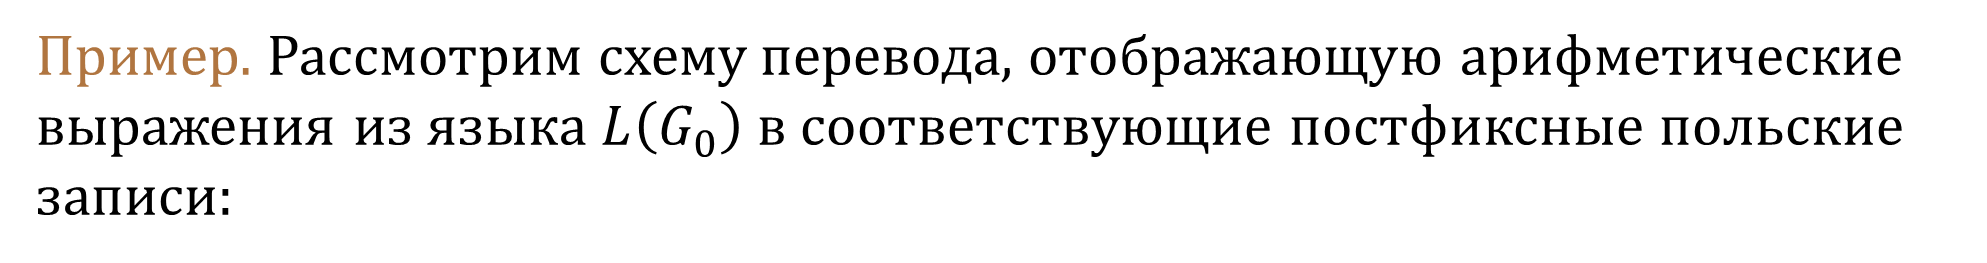 Пример. Рассмотрим схему перевода, отображающую арифметические
выражения из языка L(G₀) в соответствующие постфиксные польские
записи: